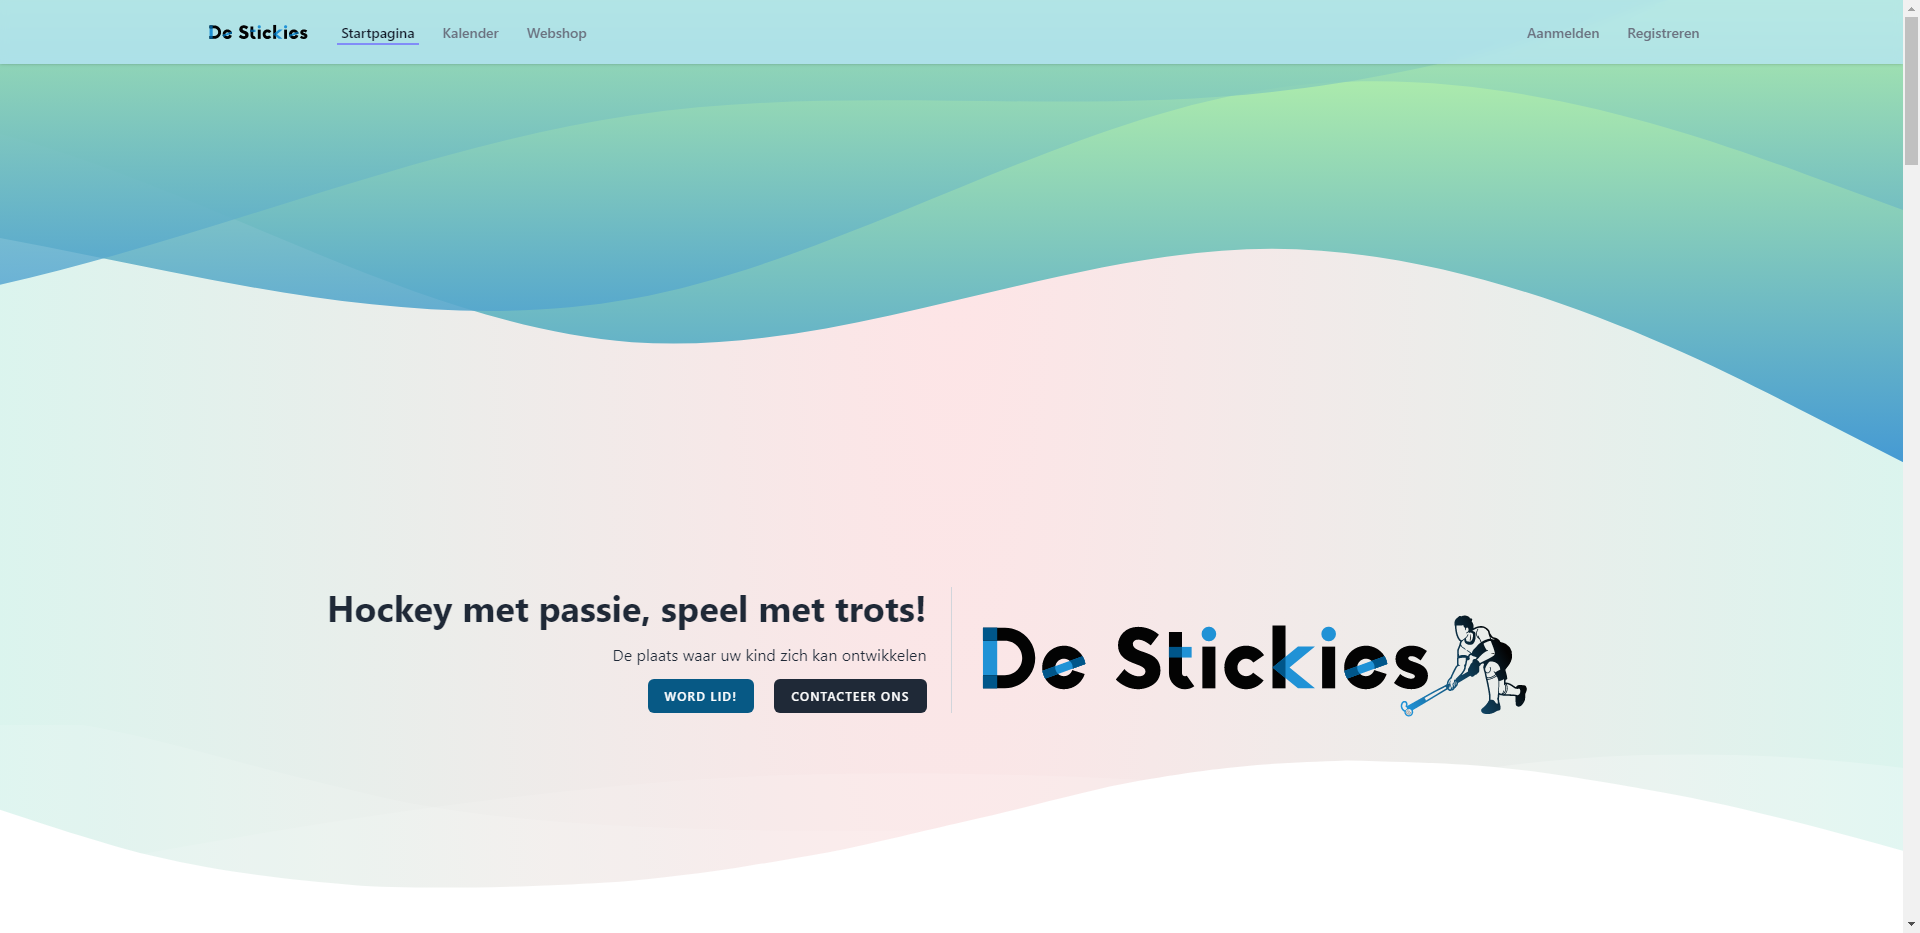 De Stickies
Startpagina
Kalender
Webshop
Aanmelden
Registreren
Hockey met passie, speel met trots!
De plaats waar uw kind zich kan ontwikkelen
WORD LID!
CONTACTEER ONS
De Stickies